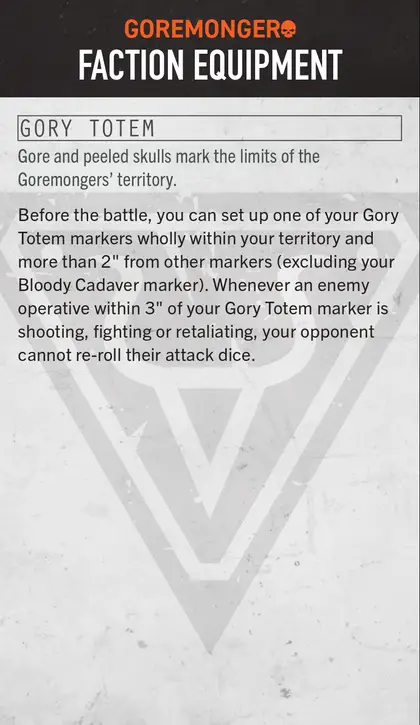 GOREMONGER
FACTION EQUIPMENT
GORY TOTEM
Gore and peeled skulls mark the limits of the
Goremongers’ territory.
Before the battle, you can set up one of your Gory
Totem markers wholly within your territory and
more than 2" from other markers (excluding your
Bloody Cadaver marker). Whenever an enemy
operative within 3" of your Gory Totem marker is
shooting, fighting or retaliating, your opponent
cannot re-roll their attack dice.